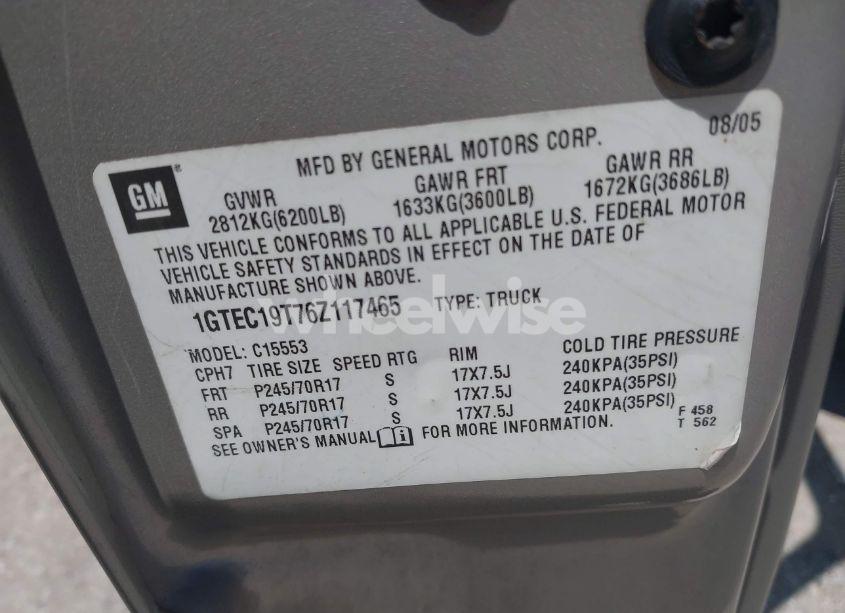 GM
MFD BY GENERAL MOTORS CORP. 08/05
GVWR GAWR FRT GAWR RR
2812KG(6200LB) 1633KG(3600LB) 1672KG(3686LB)
THIS VEHICLE CONFORMS TO ALL APPLICABLE U.S. FEDERAL MOTOR
VEHICLE SAFETY STANDARDS IN EFFECT ON THE DATE OF
MANUFACTURE SHOWN ABOVE.
1GTEC19T76Z117465 TYPE: TRUCK
wheelwise
MODEL: C15553
CPH7 TIRE SIZE SPEED RTG RIM COLD TIRE PRESSURE
FRT P245/70R17 S 17X7.5J 240KPA(35PSI)
RR P245/70R17 S 17X7.5J 240KPA(35PSI)
SPA P245/70R17 S 17X7.5J 240KPA(35PSI)
SEE OWNER'S MANUAL FOR MORE INFORMATION.
F 458
T 562